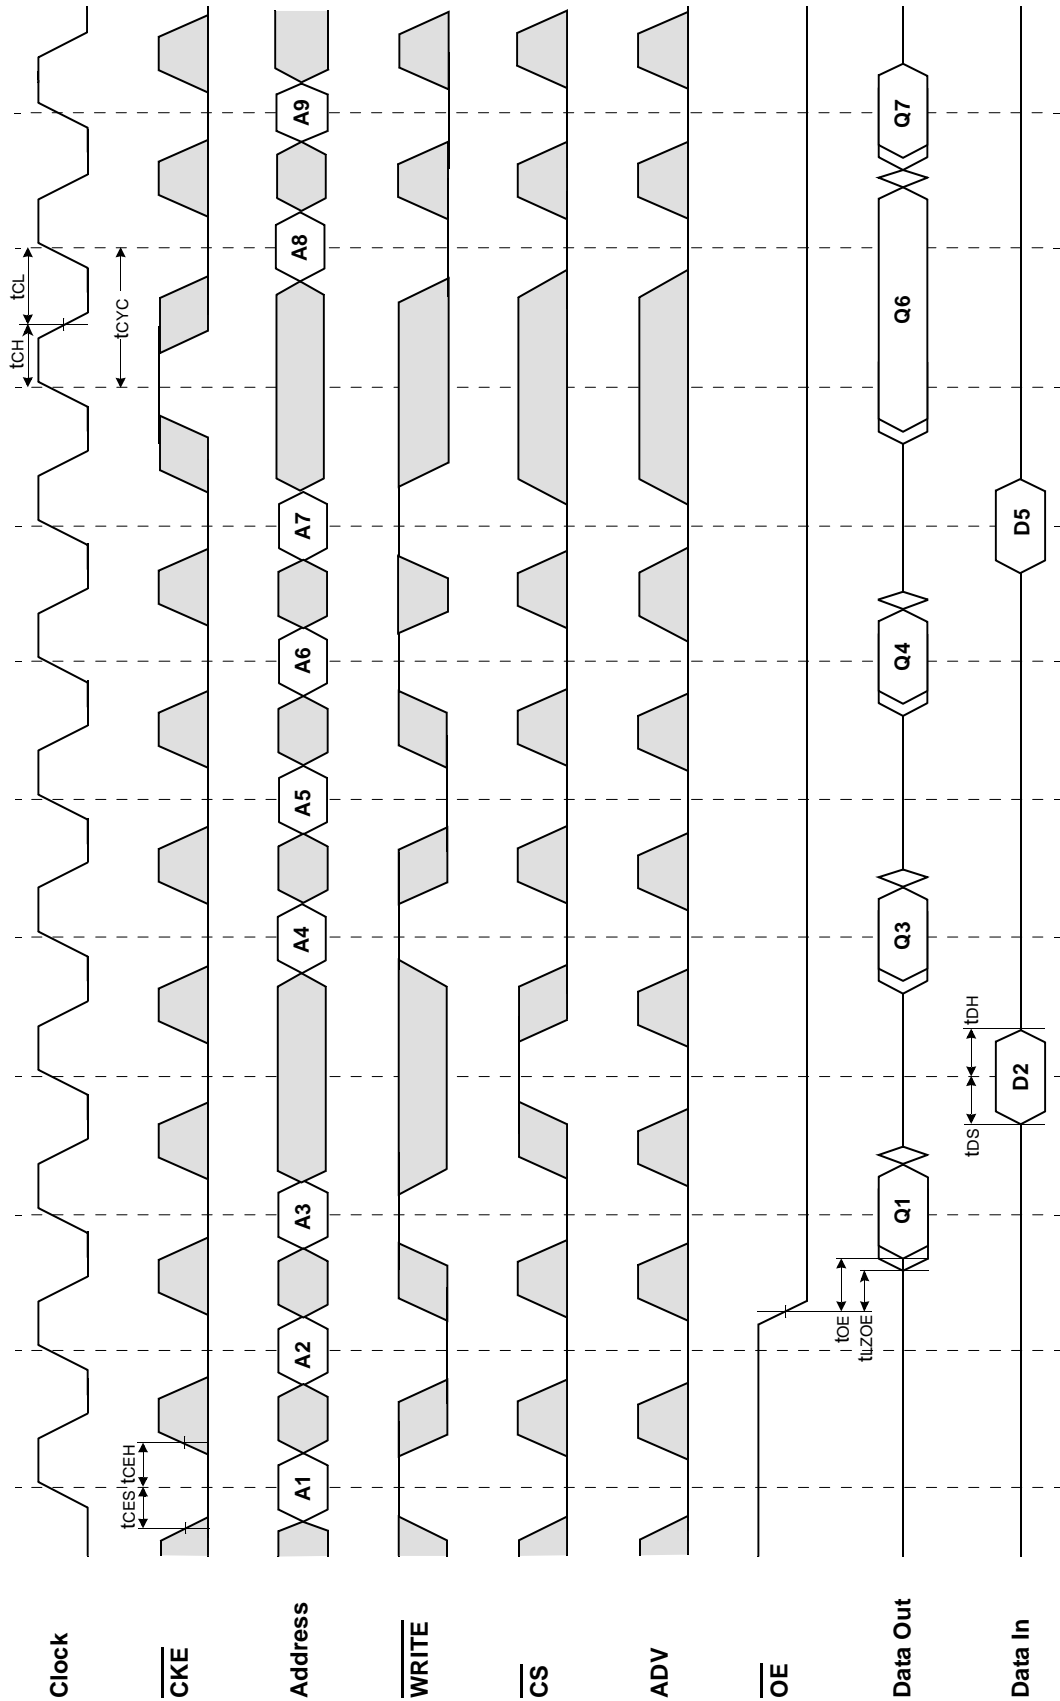 Clock
tCH tCL
tCES tCEH
tCYC
CKE
Address
A1 A2 A3 A4 A5 A6 A7 A8 A9
WRITE
CS
ADV
OE
tOE
tLZOE
Data Out
Q1 Q3 Q4 Q6 Q7
tDS tDH
Data In
D2 D5